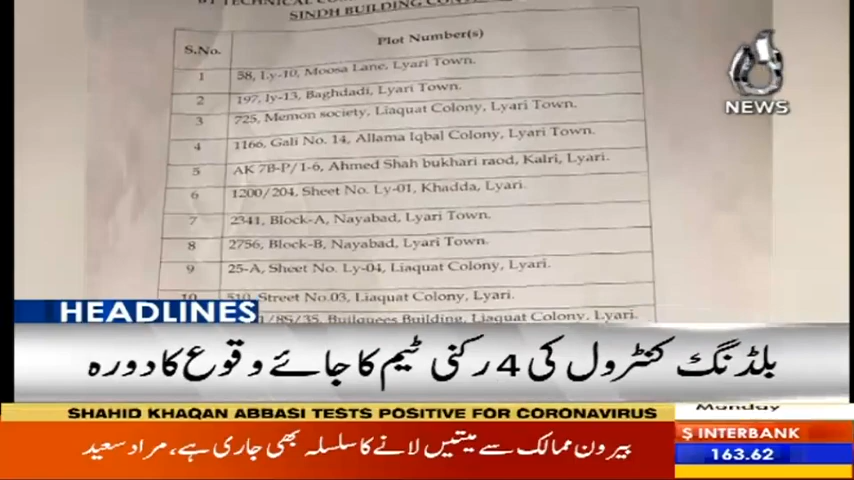 BY TECHNICAL
SINDH BUILDING
S.No. Plot Number(s)
1 58, Ly-10, Moosa Lane, Lyari Town.
2 197, ly-13, Baghdadi, Lyari Town.
3 725, Memon society, Liaquat Colony, Lyari Town.
4 1166, Gali No. 14, Allama Iqbal Colony, Lyari Town.
5 AK 7B-P/1-6, Ahmed Shah bukhari raod, Kalri, Lyari.
6 1200/204, Sheet No. Ly-01, Khadda, Lyari.
7 2341, Block-A, Nayabad, Lyari Town.
8 2756, Block-B, Nayabad, Lyari Town.
9 25-A, Sheet No. Ly-04, Liaquat Colony, Lyari.
10 510, Street No.03, Liaquat Colony, Lyari.
/8S/35, Builquees Building, Liaquat Colony, Lyari.
NEWS
HEADLINES
بلڈنگ کنٹرول کی 4 رکنی ٹیم کا جائے وقوع کا دورہ
SHAHID KHAQAN ABBASI TESTS POSITIVE FOR CORONAVIRUS
Monday
بیرون ممالک سے میتیں لانے کا سلسلہ بھی جاری ہے، مراد سعید
$ INTERBANK
163.62